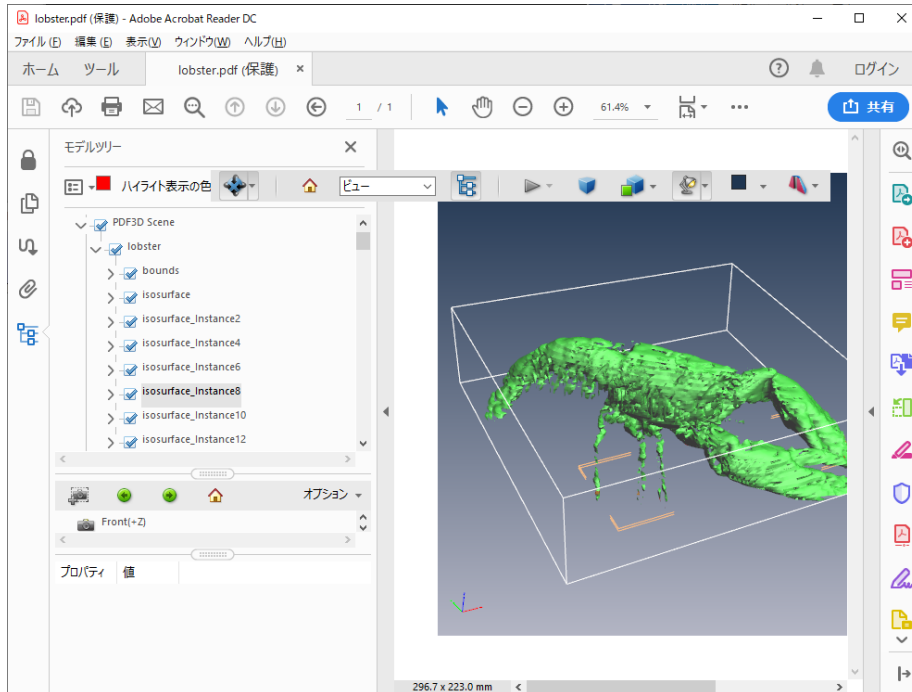 lobster.pdf (保護) - Adobe Acrobat Reader DC
ファイル(F) 編集(E) 表示(V) ウィンドウ(W) ヘルプ(H)
ホーム ツール lobster.pdf (保護) × ログイン
1 / 1 61.4% 共有
モデルツリー
ハイライト表示の色 ビュー
PDF3D Scene
lobster
bounds
isosurface
isosurface_Instance2
isosurface_Instance4
isosurface_Instance6
isosurface_Instance8
isosurface_Instance10
isosurface_Instance12
オプション
Front(+Z)
プロパティ 値
296.7 x 223.0 mm